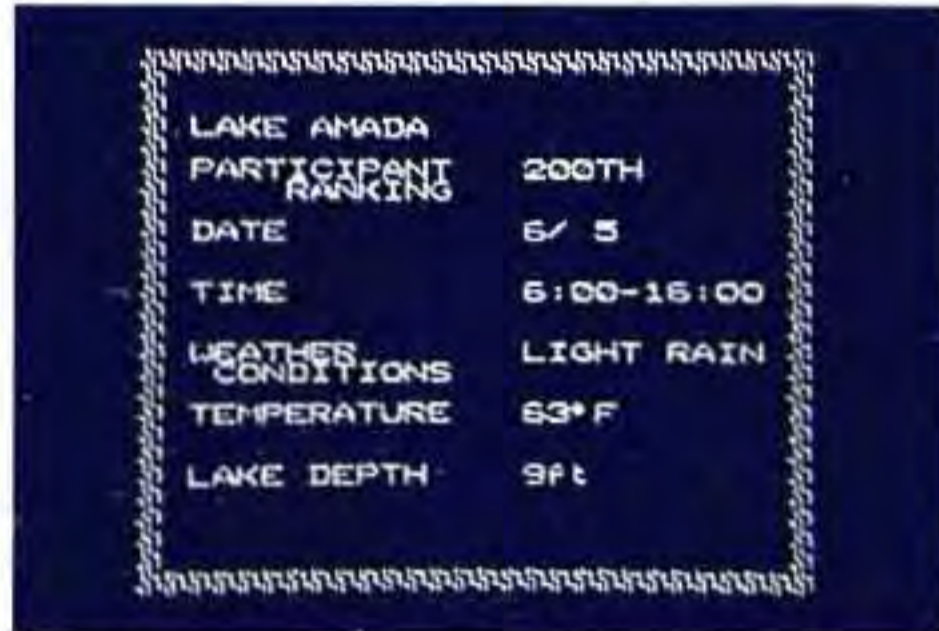 LAKE AMADA
PARTICIPANT 200TH
RANKING
DATE 6/ 5
TIME 6:00-16:00
WEATHER LIGHT RAIN
CONDITIONS
TEMPERATURE 63°F
LAKE DEPTH 9ft